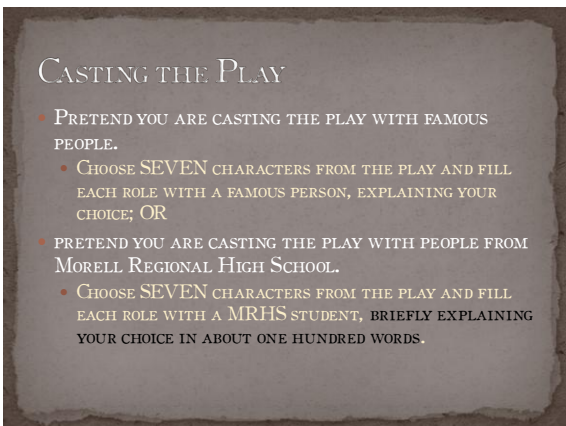 Casting the Play
Pretend you are casting the play with famous
people.
Choose SEVEN characters from the play and fill
each role with a famous person, explaining your
choice; OR
pretend you are casting the play with people from
Morell Regional High School.
Choose SEVEN characters from the play and fill
each role with a MRHS student, briefly explaining
your choice in about one hundred words.